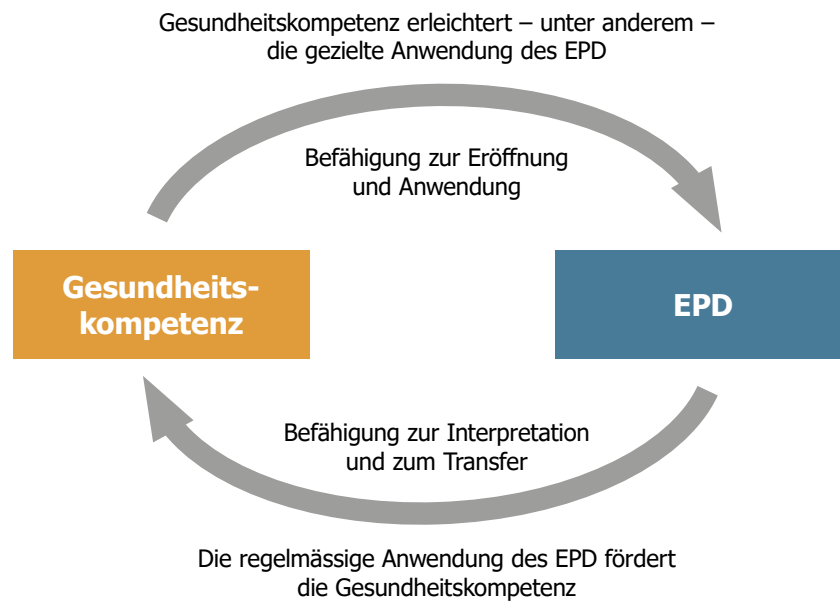 Gesundheitskompetenz erleichtert – unter anderem –
die gezielte Anwendung des EPD
Befähigung zur Eröffnung
und Anwendung
Gesundheits-
kompetenz
EPD
Befähigung zur Interpretation
und zum Transfer
Die regelmässige Anwendung des EPD fördert
die Gesundheitskompetenz